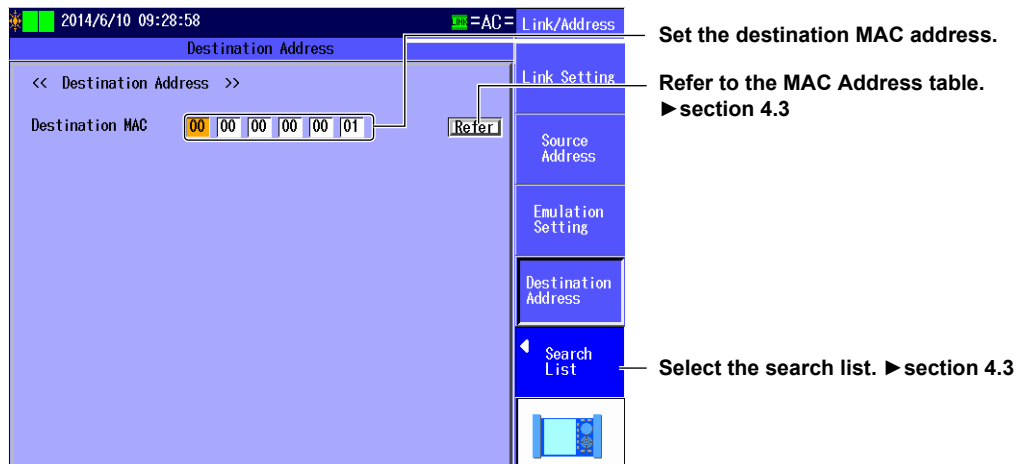 2014/6/10 09:28:58
LINK =AC=
Link/Address
Destination Address
<< Destination Address >>
Destination MAC 00 00 00 00 00 01 Refer
Link Setting
Source
Address
Emulation
Setting
Destination
Address
Search
List
Set the destination MAC address.
Refer to the MAC Address table.
►section 4.3
Select the search list. ►section 4.3